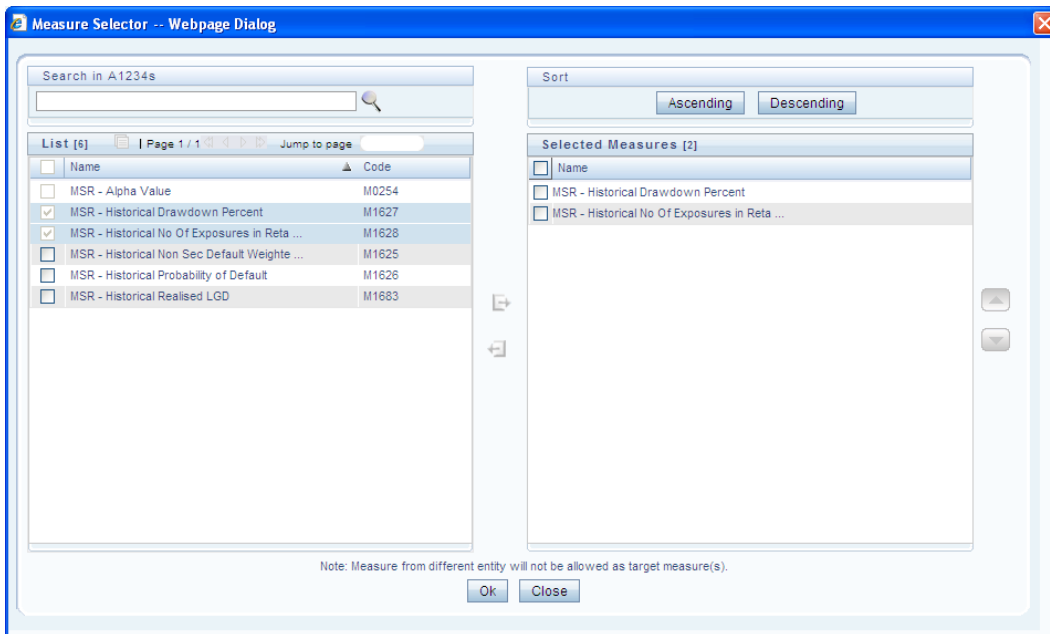 Measure Selector -- Webpage Dialog
Search in A1234s
List [6] | Page 1 / 1 Jump to page
Name Code
MSR - Alpha Value M0254
MSR - Historical Drawdown Percent M1627
MSR - Historical No Of Exposures in Reta ... M1628
MSR - Historical Non Sec Default Weighte ... M1625
MSR - Historical Probability of Default M1626
MSR - Historical Realised LGD M1683
Sort
Ascending Descending
Selected Measures [2]
Name
MSR - Historical Drawdown Percent
MSR - Historical No Of Exposures in Reta ...
Note: Measure from different entity will not be allowed as target measure(s).
Ok Close